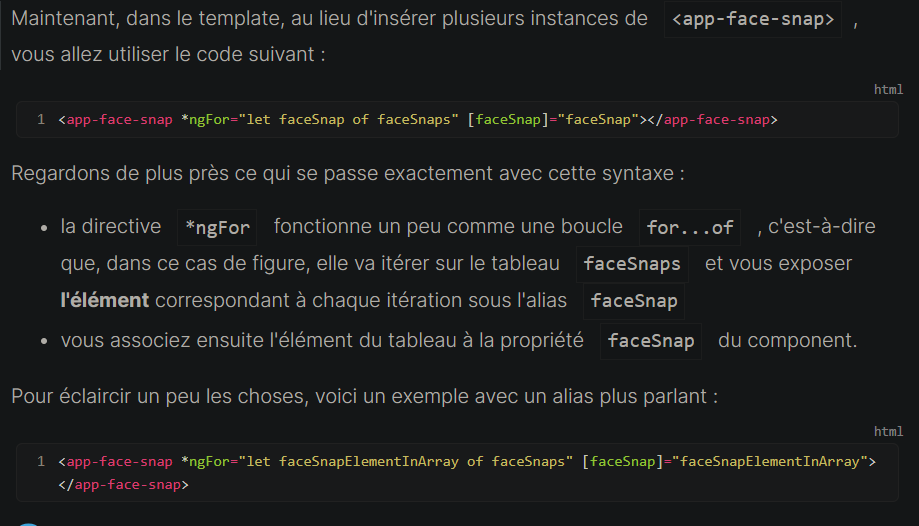 Maintenant, dans le template, au lieu d'insérer plusieurs instances de <app-face-snap> ,
vous allez utiliser le code suivant :
html
1 <app-face-snap *ngFor="let faceSnap of faceSnaps" [faceSnap]="faceSnap"></app-face-snap>
Regardons de plus près ce qui se passe exactement avec cette syntaxe :
• la directive *ngFor fonctionne un peu comme une boucle for...of , c'est-à-dire
que, dans ce cas de figure, elle va itérer sur le tableau faceSnaps et vous exposer
l'élément correspondant à chaque itération sous l'alias faceSnap
• vous associez ensuite l'élément du tableau à la propriété faceSnap du component.
Pour éclaircir un peu les choses, voici un exemple avec un alias plus parlant :
html
1 <app-face-snap *ngFor="let faceSnapElementInArray of faceSnaps" [faceSnap]="faceSnapElementInArray">
</app-face-snap>